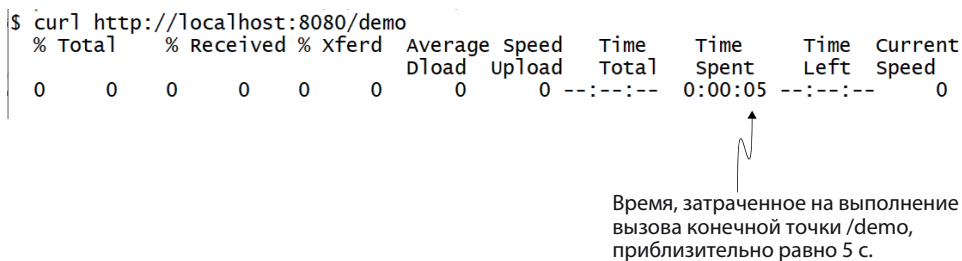 $ curl http://localhost:8080/demo
% Total % Received % Xferd Average Speed Time Time Time Current
Dload Upload Total Spent Left Speed
0 0 0 0 0 0 0 0 --:--:-- 0:00:05 --:--:-- 0
Время, затраченное на выполнение
вызова конечной точки /demo,
приблизительно равно 5 с.